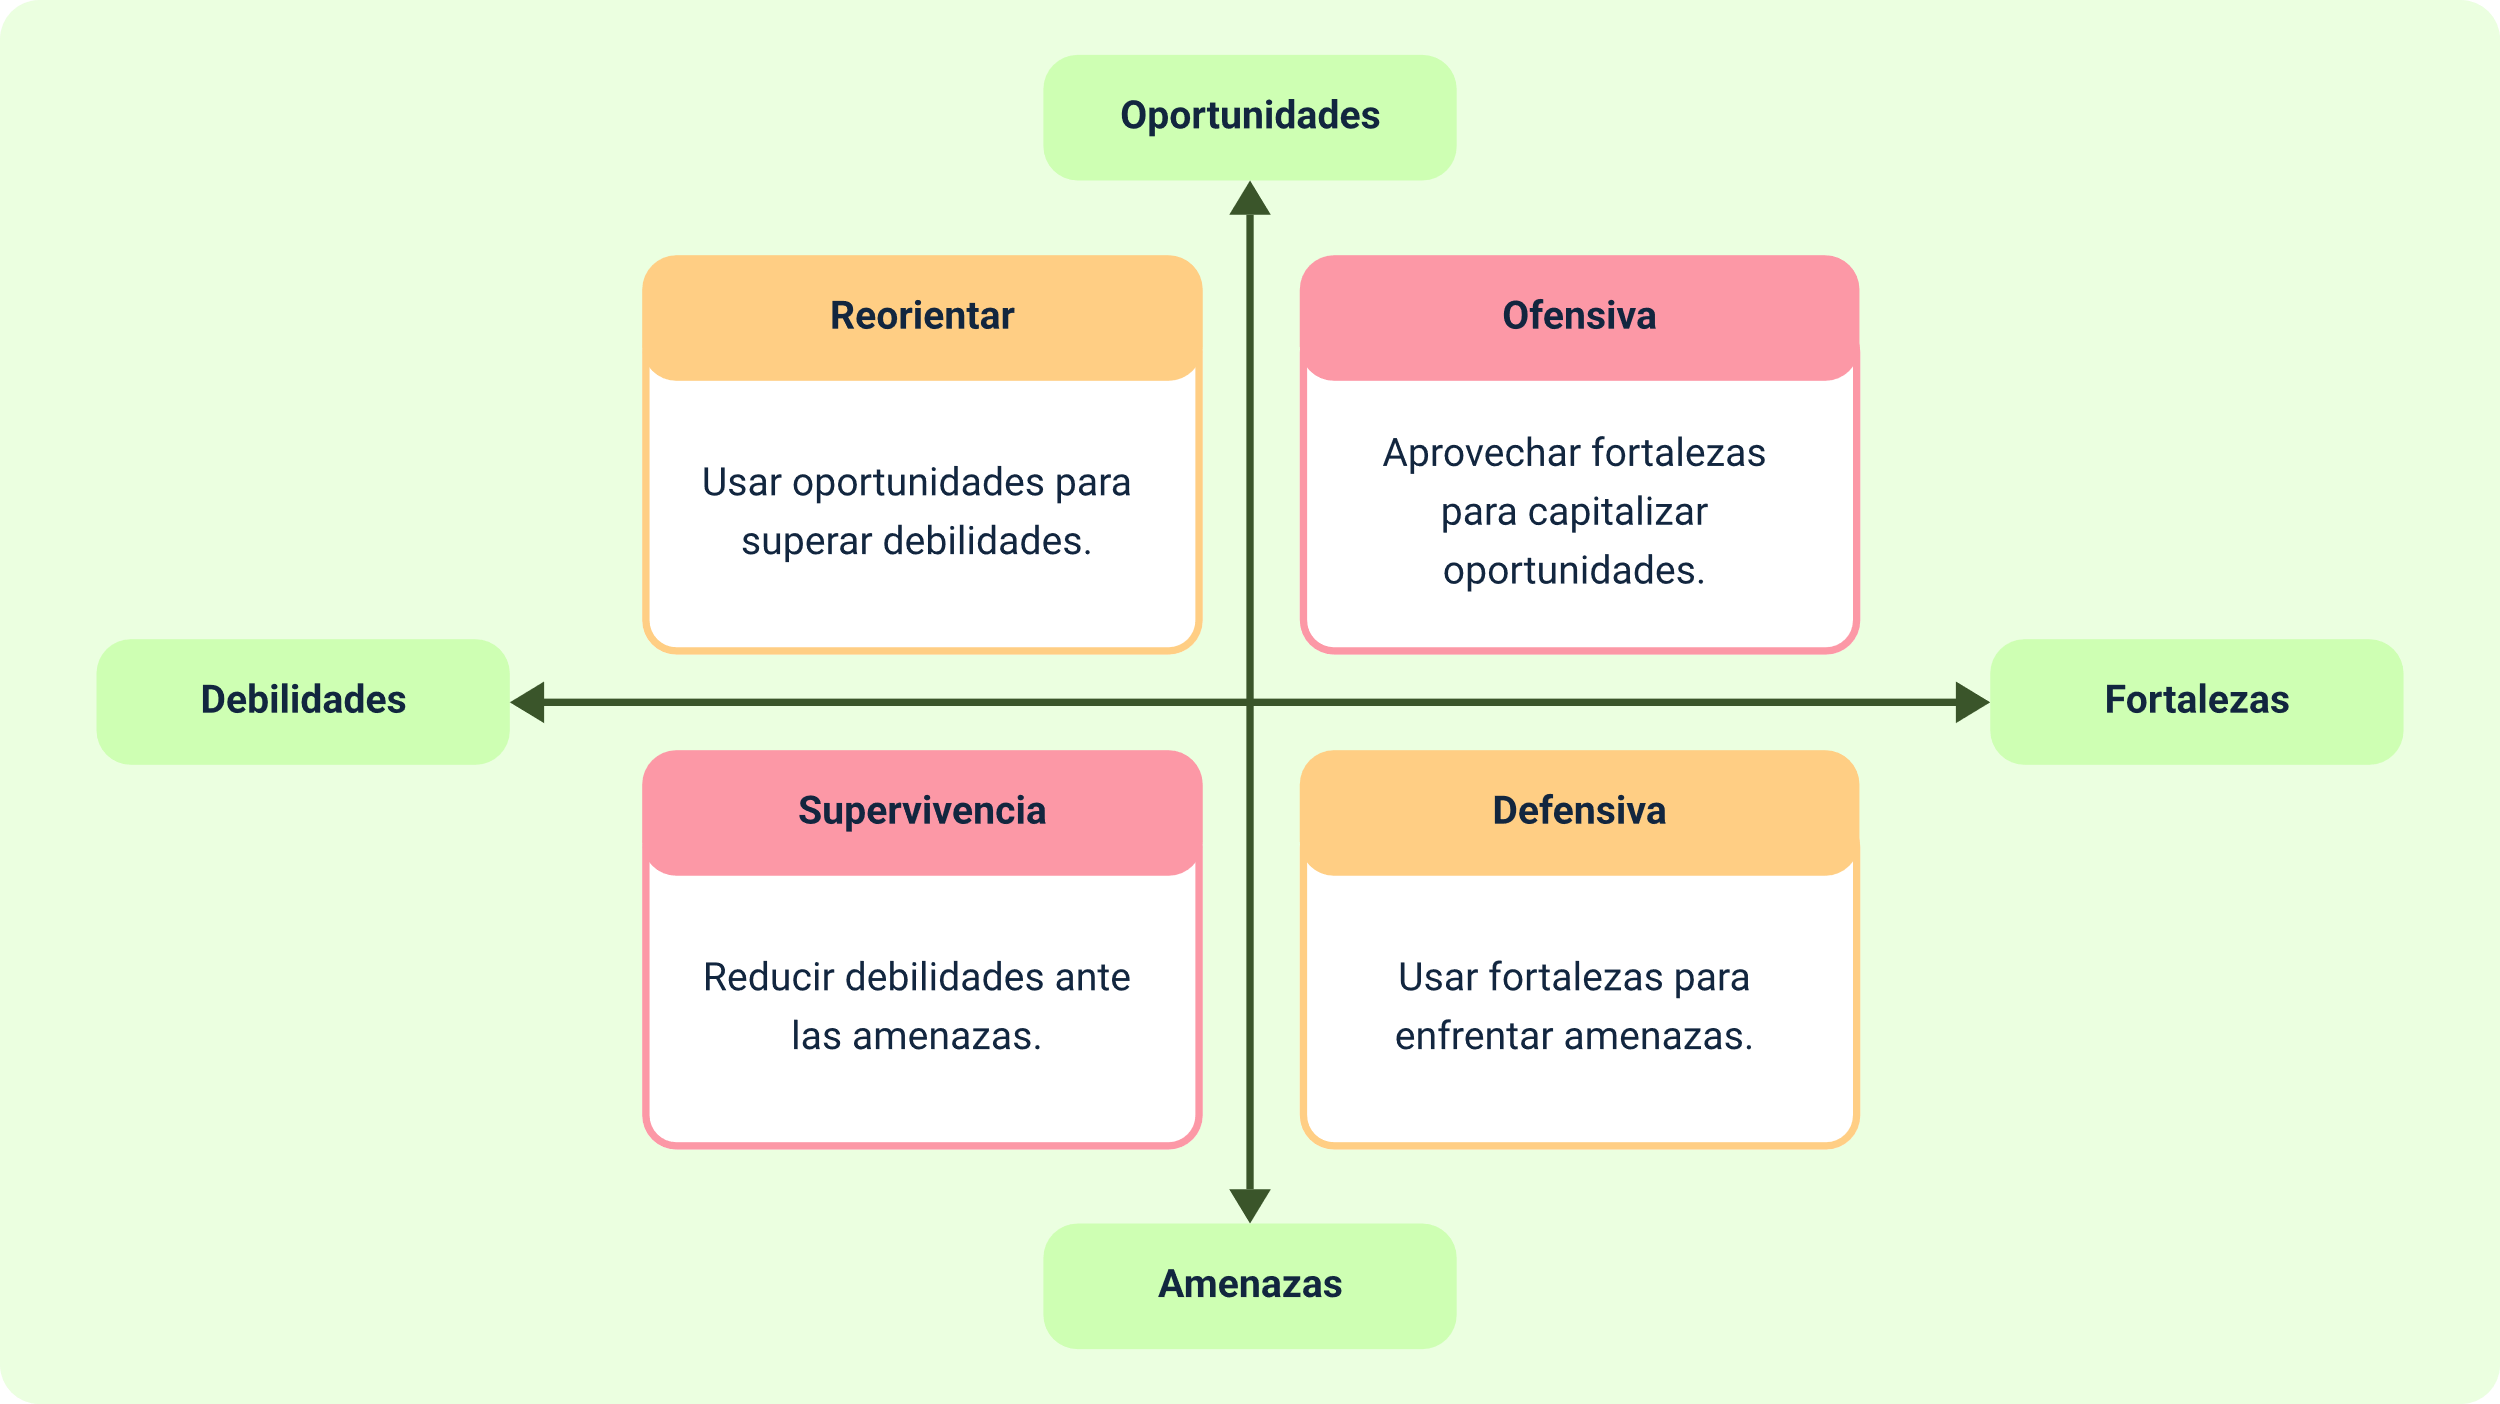 Oportunidades
Reorientar
Usar oportunidades para
superar debilidades.
Ofensiva
Aprovechar fortalezas
para capitalizar
oportunidades.
Debilidades
Fortalezas
Supervivencia
Reducir debilidades ante
las amenazas.
Defensiva
Usar fortalezas para
enfrentar amenazas.
Amenazas